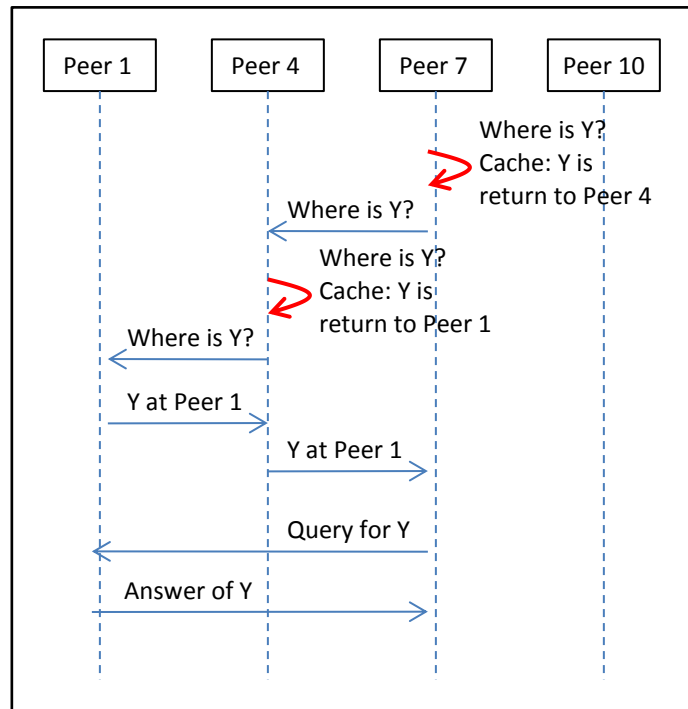 Peer 1
Peer 4
Peer 7
Peer 10
Where is Y?
Cache: Y is
return to Peer 4
Where is Y?
Where is Y?
Cache: Y is
return to Peer 1
Where is Y?
Y at Peer 1
Y at Peer 1
Query for Y
Answer of Y